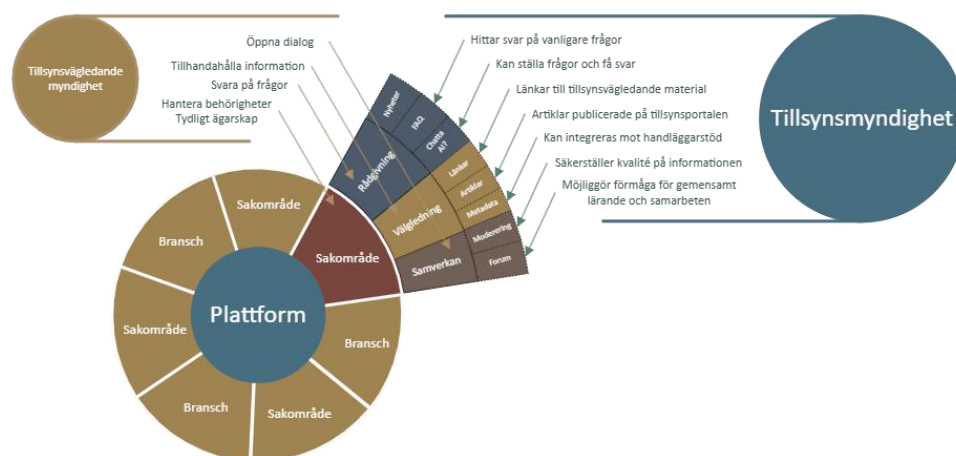 Tillsynsvägledande
myndighet
Öppna dialog
Tillhandahålla information
Svara på frågor
Hantera behörigheter
Tydligt ägarskap
Hittar svar på vanligare frågor
Kan ställa frågor och få svar
Länkar till tillsynsvägledande material
Artiklar publicerade på tillsynsportalen
Kan integreras mot handläggarstöd
Säkerställer kvalité på informationen
Möjliggör förmåga för gemensamt
lärande och samarbeten
Tillsynsmyndighet
Nyheter
FAQ
Chatta
AI?
Rådgivning
Länkar
Artiklar
Metadata
Välgledning
Moderering
Forum
Samverkan
Sakområde
Sakområde
Bransch
Sakområde
Bransch
Sakområde
Bransch
Plattform